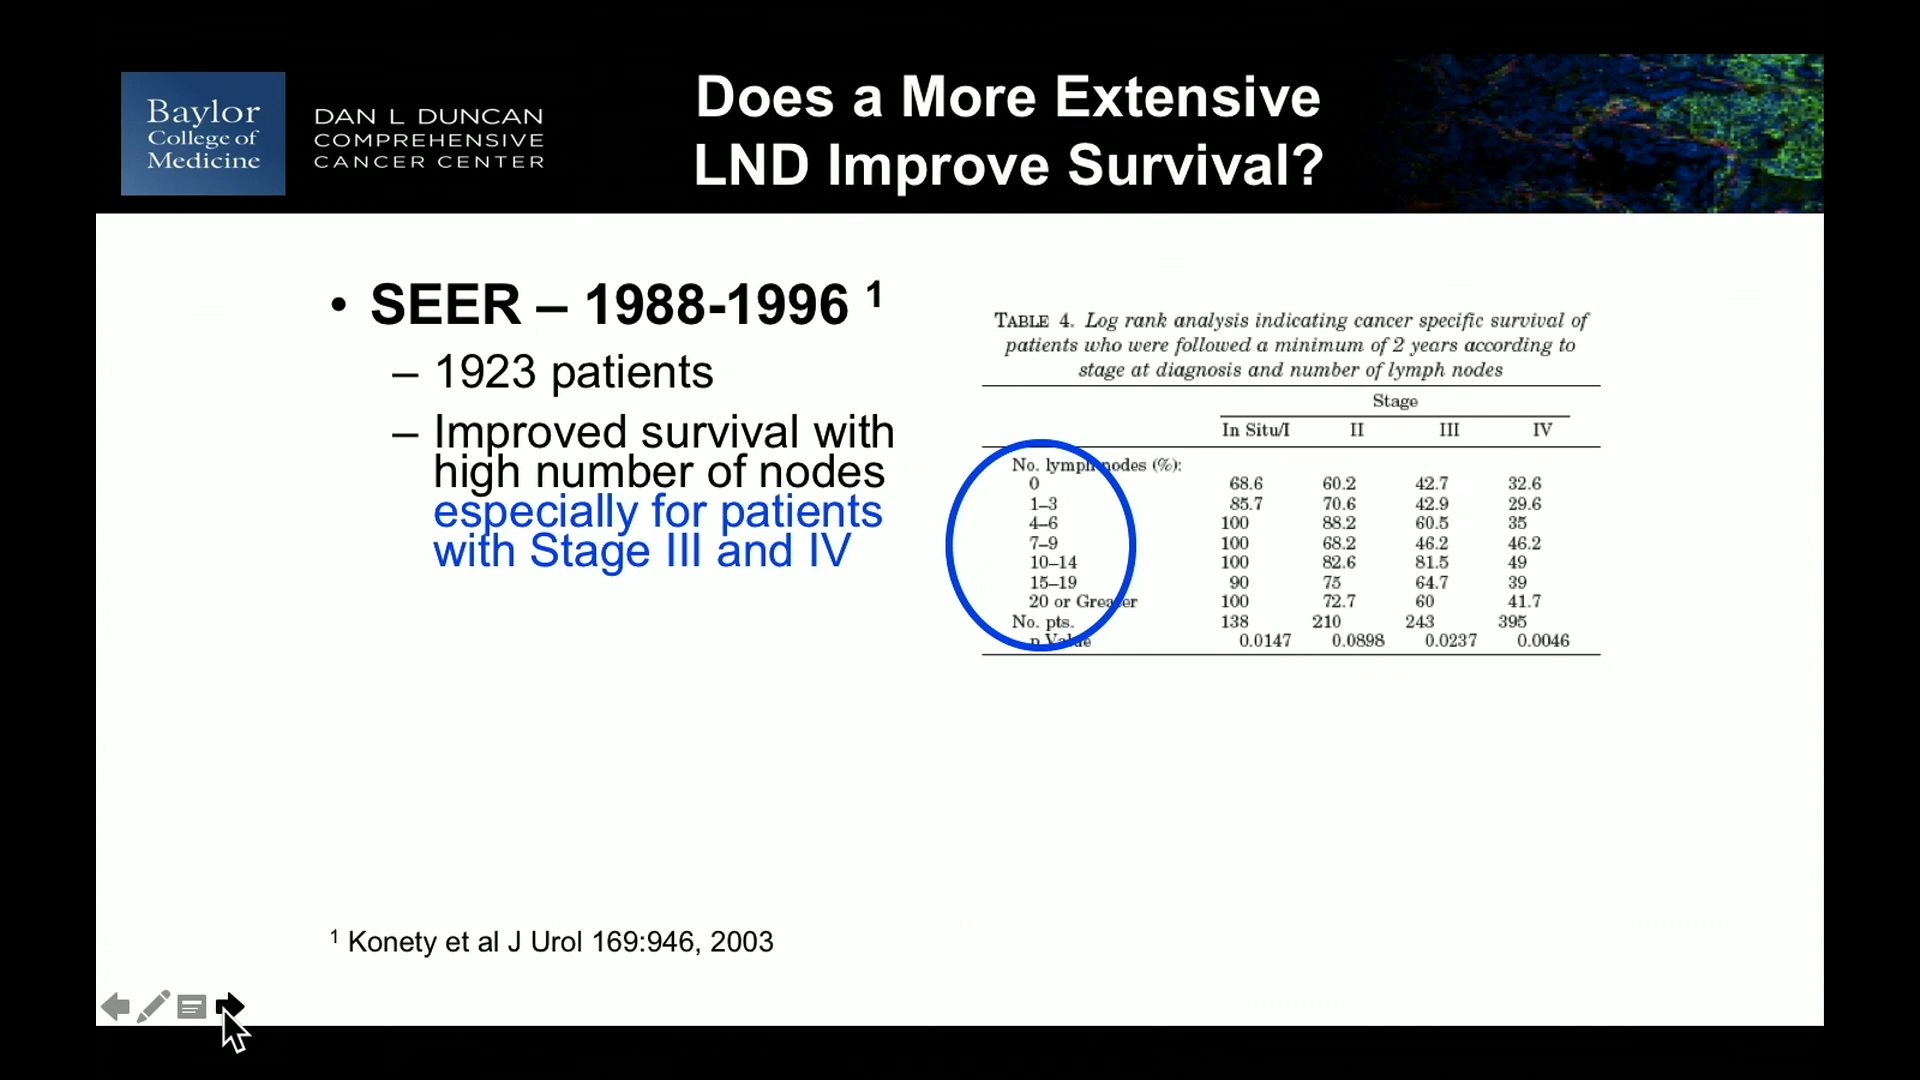 Baylor
College of
Medicine
DAN L DUNCAN
COMPREHENSIVE
CANCER CENTER
Does a More Extensive
LND Improve Survival?
• SEER – 1988-1996 1
– 1923 patients
– Improved survival with
high number of nodes
especially for patients
with Stage III and IV
TABLE 4. Log rank analysis indicating cancer specific survival of
patients who were followed a minimum of 2 years according to
stage at diagnosis and number of lymph nodes
Stage
In Situ/I II III IV
No. lymph nodes (%):
0 68.6 60.2 42.7 32.6
1–3 85.7 70.6 42.9 29.6
4–6 100 88.2 60.5 35
7–9 100 68.2 46.2 46.2
10–14 100 82.6 81.5 49
15–19 90 75 64.7 39
20 or Greater 100 72.7 60 41.7
No. pts. 138 210 243 395
p Value 0.0147 0.0898 0.0237 0.0046
1 Konety et al J Urol 169:946, 2003